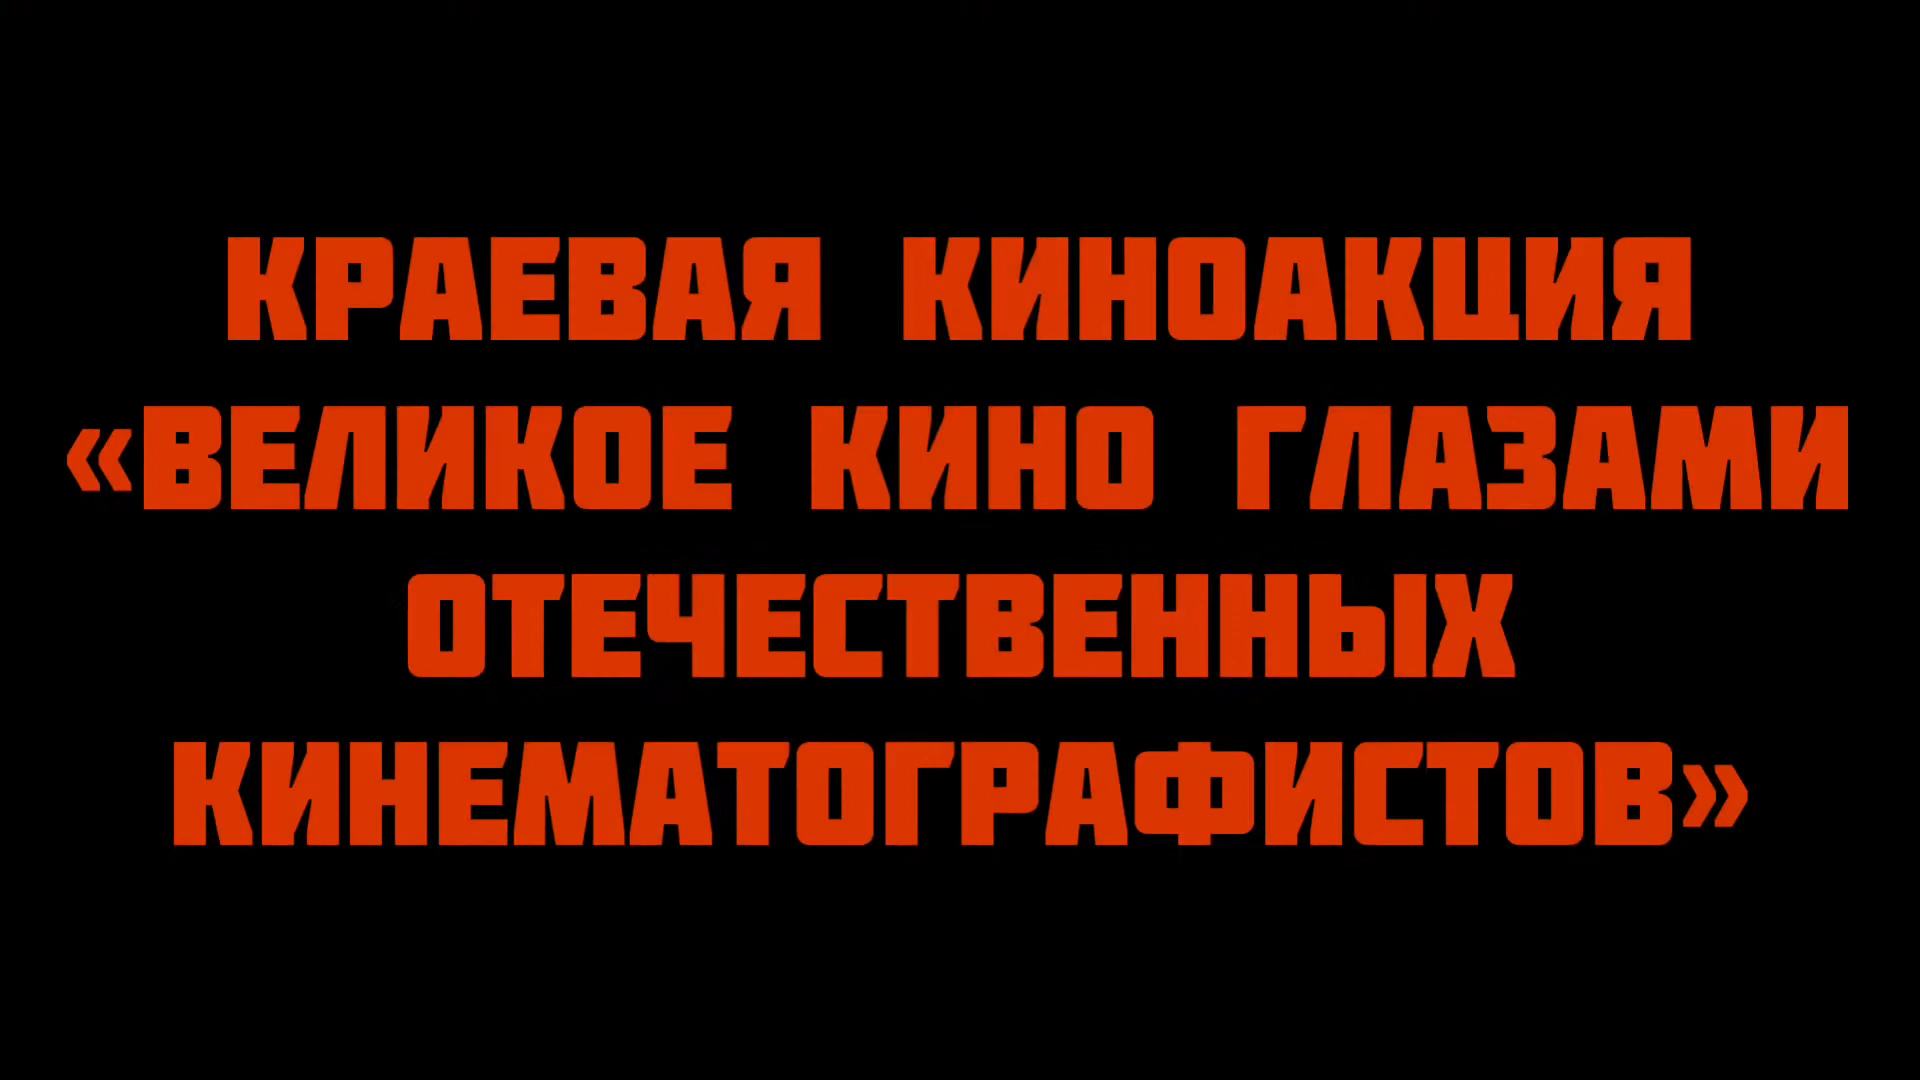 КРАЕВАЯ КИНОАКЦИЯ
«ВЕЛИКОЕ КИНО ГЛАЗАМИ
ОТЕЧЕСТВЕННЫХ
КИНЕМАТОГРАФИСТОВ»